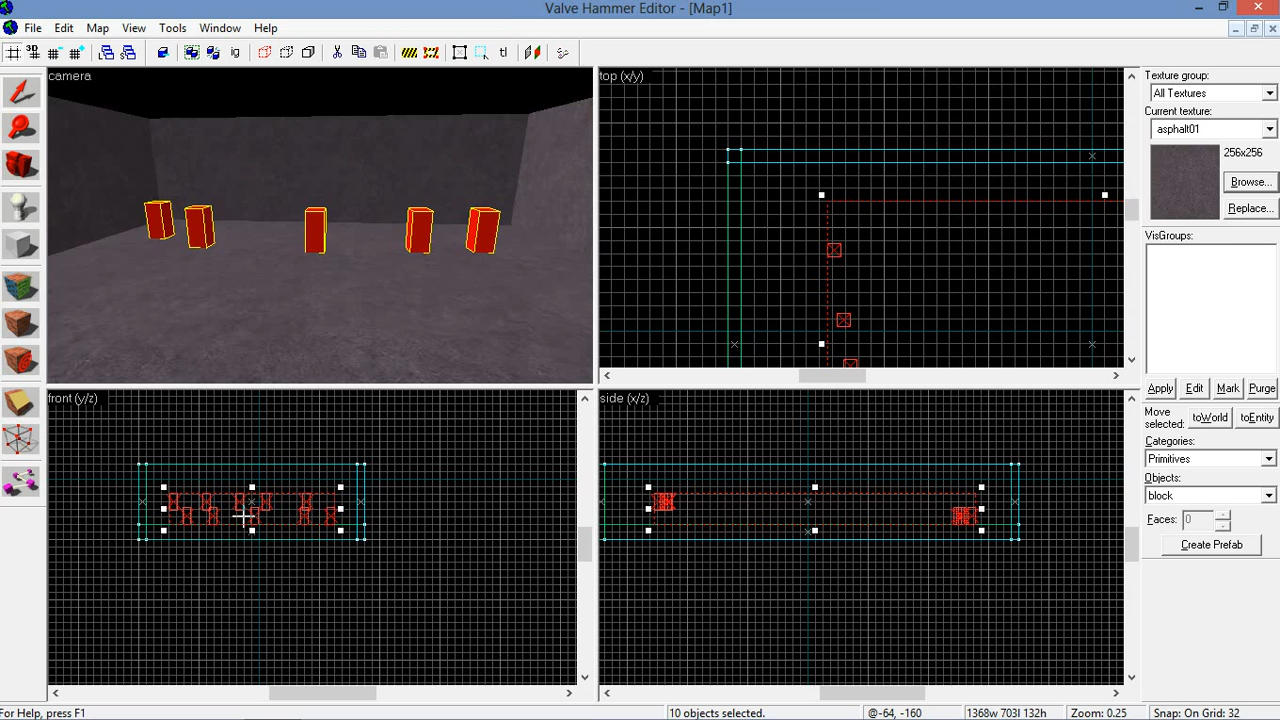 Valve Hammer Editor - [Map1]
File Edit Map View Tools Window Help
3D ig tl
camera
top (x/y)
front (y/z)
side (x/z)
Texture group:
All Textures
Current texture:
asphalt01
256x256
Browse...
Replace...
VisGroups:
Apply Edit Mark Purge
Move selected: toWorld toEntity
Categories:
Primitives
Objects:
block
Faces: 0
Create Prefab
For Help, press F1 10 objects selected. @-64, -160 1368w 703l 132h Zoom: 0.25 Snap: On Grid: 32